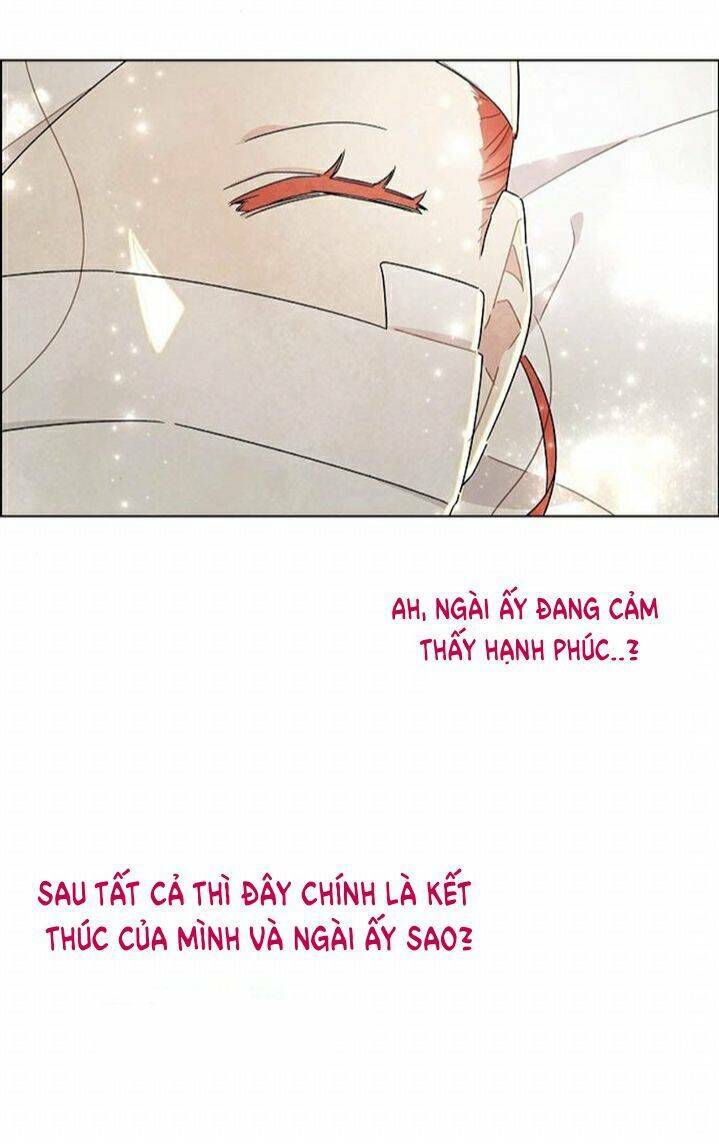 AH, NGÀI ẤY ĐANG CẢM
THẤY HẠNH PHÚC..?
SAU TẤT CẢ THÌ ĐÂY CHÍNH LÀ KẾT
THÚC CỦA MÌNH VÀ NGÀI ẤY SAO?